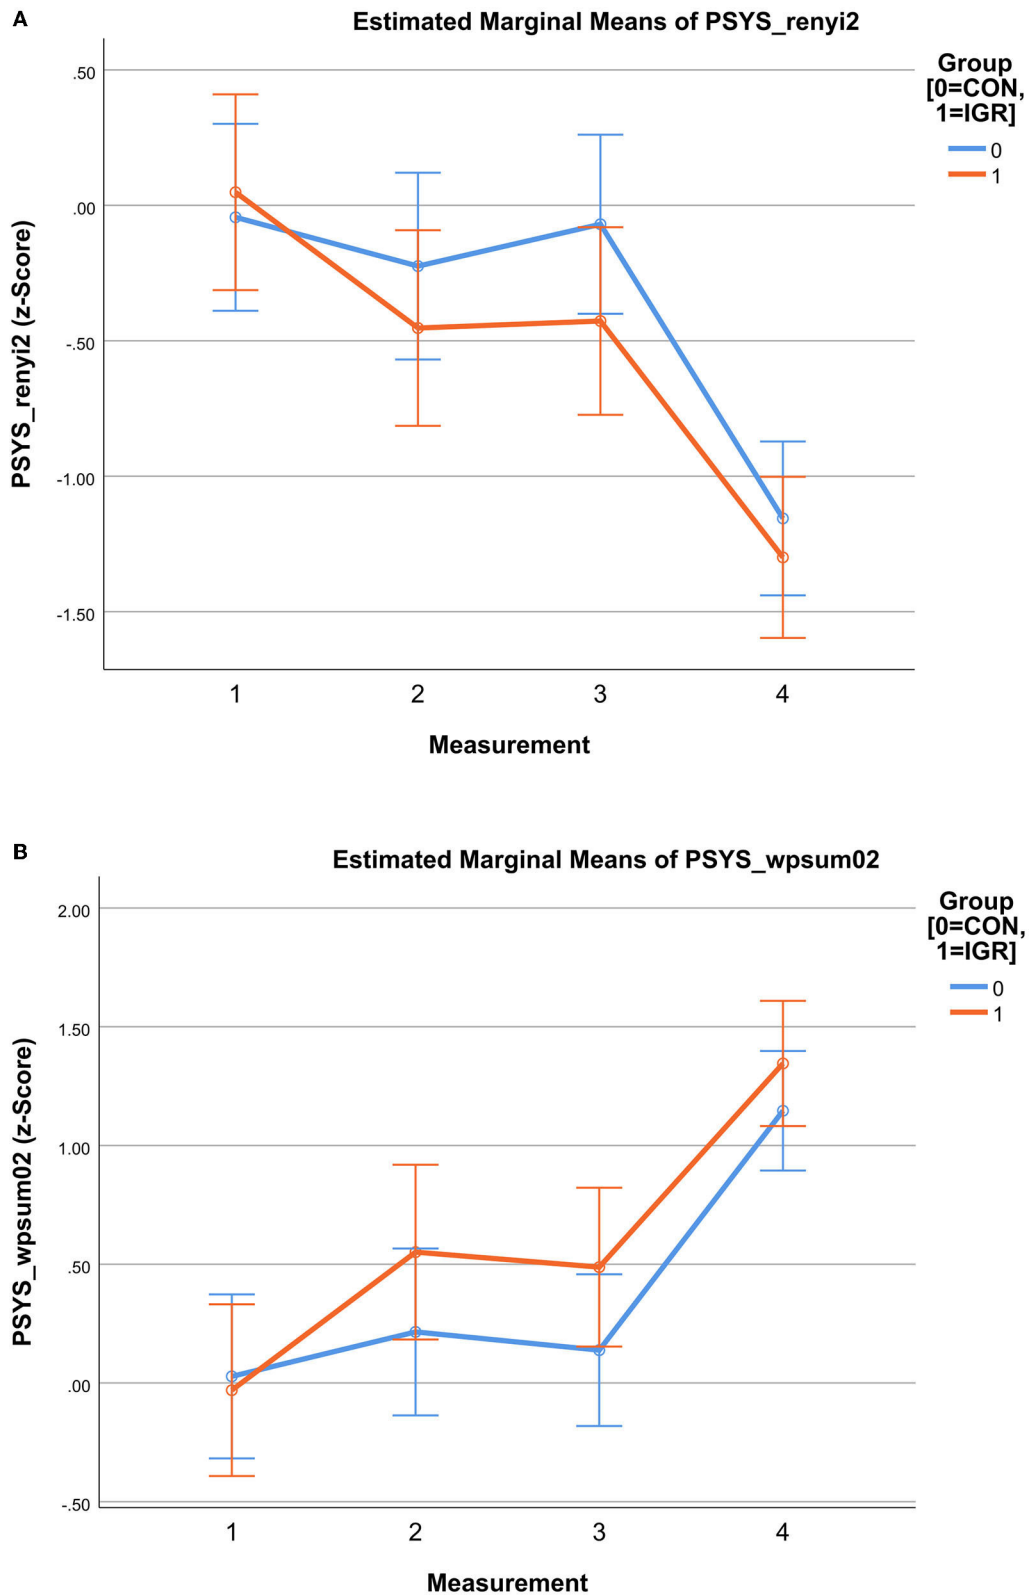 A
Estimated Marginal Means of PSYS_renyi2
Group
[0=CON,
1=IGR]
0
1
.50
.00
-.50
-1.00
-1.50
PSYS_renyi2 (z-Score)
1 2 3 4
Measurement
B
Estimated Marginal Means of PSYS_wpsum02
Group
[0=CON,
1=IGR]
0
1
2.00
1.50
1.00
.50
.00
-.50
PSYS_wpsum02 (z-Score)
1 2 3 4
Measurement